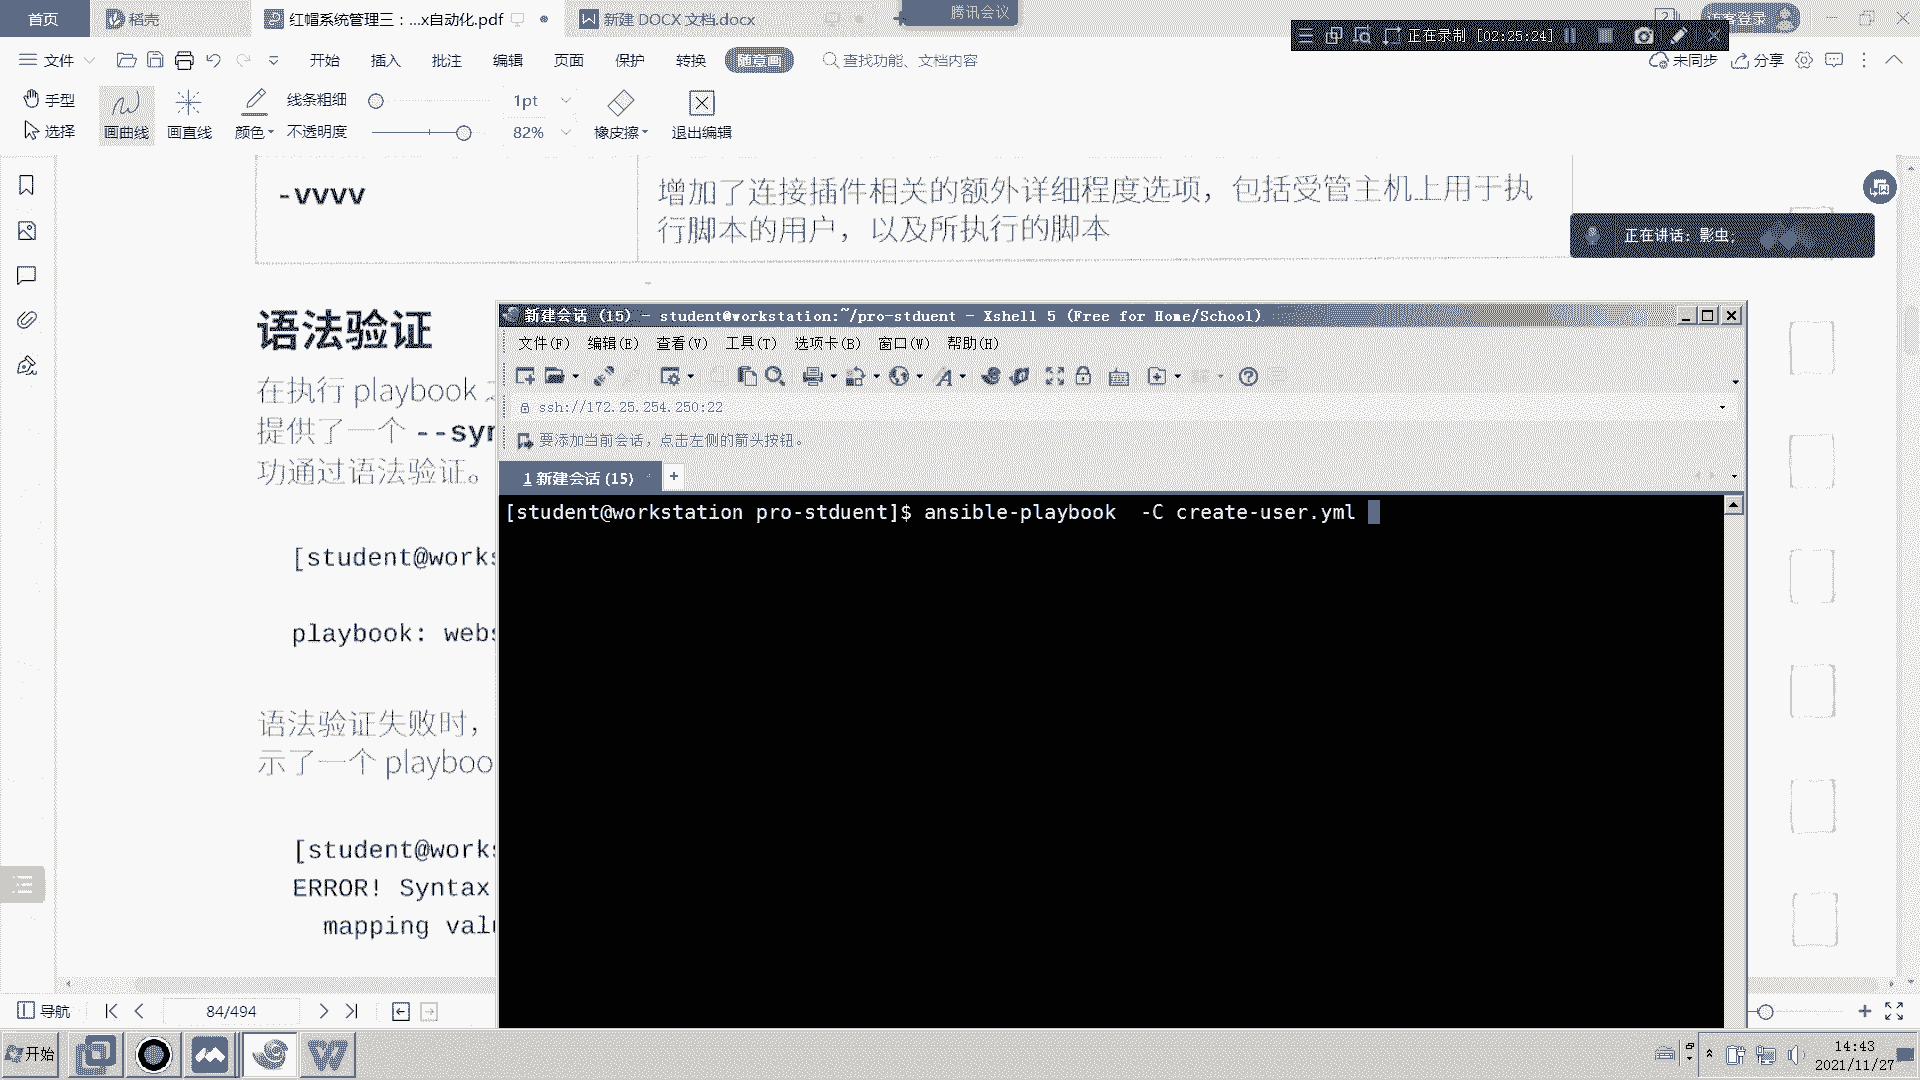 首页
稻壳
红帽系统管理三：...x自动化.pdf
新建 DOCX 文档.docx
腾讯会议
正在录制 [02:25:24]
文件
开始
插入
批注
编辑
页面
保护
转换
随意画
查找功能、文档内容
未同步
分享
手型
选择
画曲线
画直线
颜色
线条粗细
1pt
不透明度
82%
橡皮擦
退出编辑
-vvvv
增加了连接插件相关的额外详细程度选项，包括受管主机上用于执
行脚本的用户，以及所执行的脚本
正在讲话：影虫;
语法验证
在执行 playbook
提供了一个 --syn
功通过语法验证。
[student@works
playbook: webs
语法验证失败时，
示了一个 playboo
[student@works
ERROR! Syntax
mapping valu
新建会话 (15) - student@workstation:~/pro-stduent - Xshell 5 (Free for Home/School)
文件(F) 编辑(E) 查看(V) 工具(T) 选项卡(B) 窗口(W) 帮助(H)
ssh://172.25.254.250:22
要添加当前会话，点击左侧的箭头按钮。
1 新建会话 (15)
[student@workstation pro-stduent]$ ansible-playbook  -C create-user.yml
导航
84/494
开始
14:43
2021/11/27